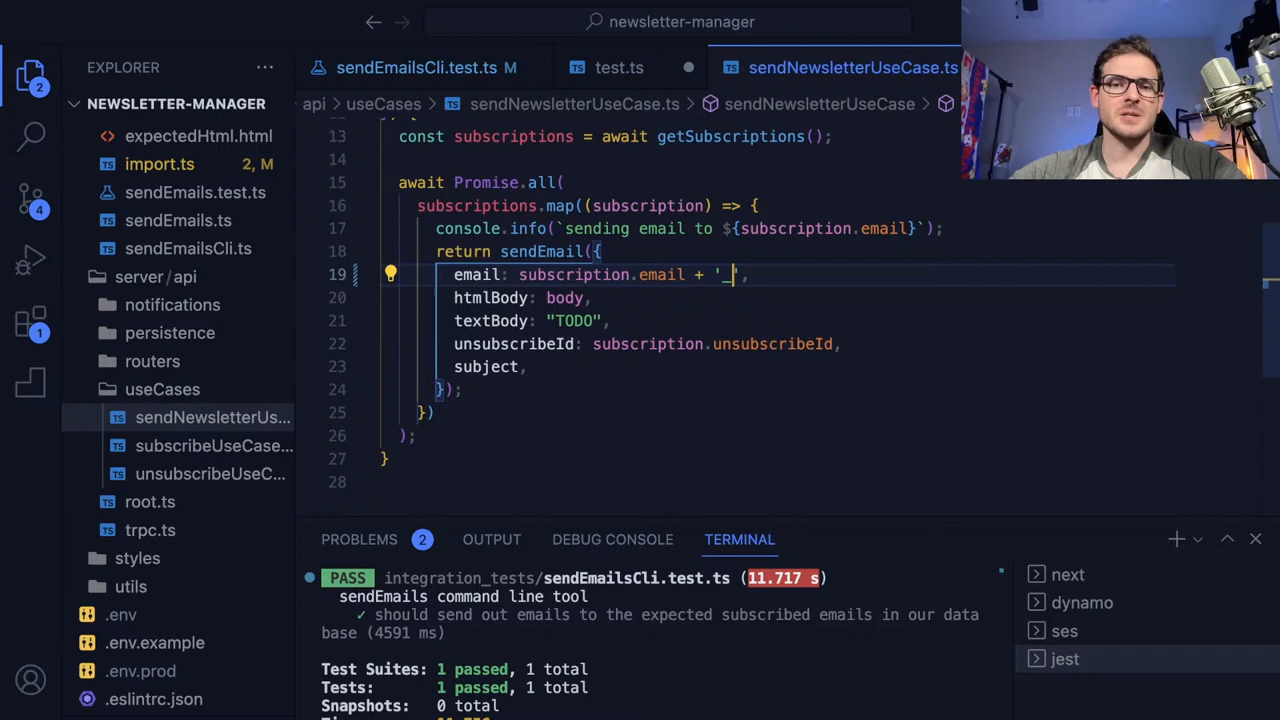 newsletter-manager
EXPLORER
NEWSLETTER-MANAGER
expectedHtml.html
import.ts 2, M
sendEmails.test.ts
sendEmails.ts
sendEmailsCli.ts
server/api
notifications
persistence
routers
useCases
sendNewsletterUs...
subscribeUseCase...
unsubscribeUseC...
root.ts
trpc.ts
styles
utils
.env
.env.example
.env.prod
.eslintrc.json
2
4
1
sendEmailsCli.test.ts M
test.ts
sendNewsletterUseCase.ts
api > useCases > sendNewsletterUseCase.ts > sendNewsletterUseCase >
13 const subscriptions = await getSubscriptions();
14
15 await Promise.all(
16 subscriptions.map((subscription) => {
17 console.info(`sending email to ${subscription.email}`);
18 return sendEmail({
19 email: subscription.email + '_',
20 htmlBody: body,
21 textBody: "TODO",
22 unsubscribeId: subscription.unsubscribeId,
23 subject,
24 });
25 })
26 );
27 }
28
PROBLEMS 2 OUTPUT DEBUG CONSOLE TERMINAL
PASS integration_tests/sendEmailsCli.test.ts (11.717 s)
sendEmails command line tool
✓ should send out emails to the expected subscribed emails in our data
base (4591 ms)
Test Suites: 1 passed, 1 total
Tests: 1 passed, 1 total
Snapshots: 0 total
next
dynamo
ses
jest